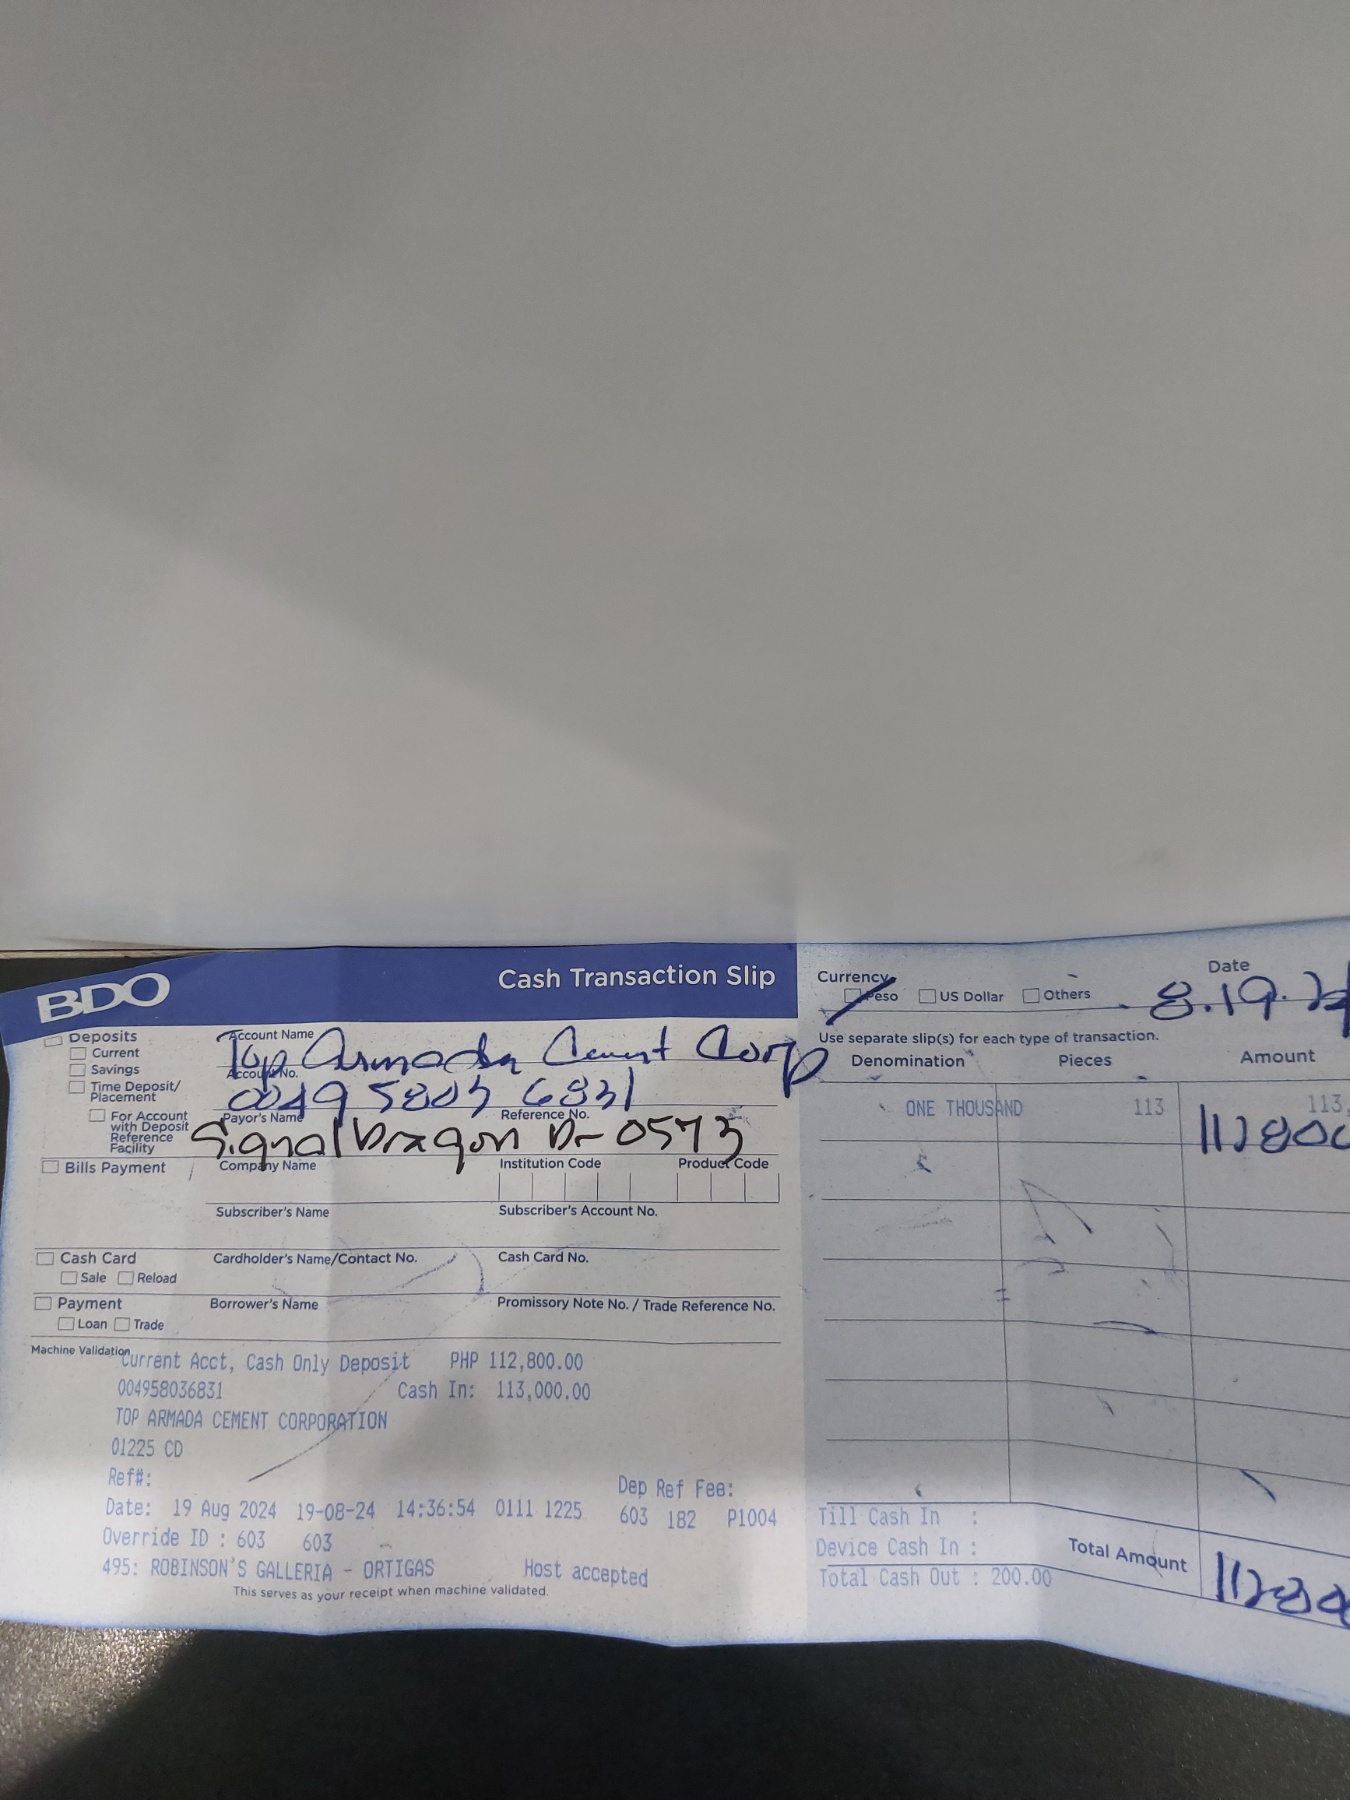 BDO
Cash Transaction Slip
Currency
Peso US Dollar Others
Date
8.19.24
Deposits
Current
Savings
Time Deposit/
Placement
For Account
with Deposit
Reference
Facility
Account Name
Top Armada Cement Corp
Account No.
0049 5803 6831
Payor's Name Reference No.
Signal Dragon Dr-0573
Use separate slip(s) for each type of transaction.
Denomination Pieces Amount
ONE THOUSAND 113 113,
11280
Bills Payment
Company Name Institution Code Product Code
Subscriber's Name Subscriber's Account No.
Cash Card
Sale Reload
Cardholder's Name/Contact No. Cash Card No.
Payment
Loan Trade
Borrower's Name Promissory Note No. / Trade Reference No.
Machine Validation
Current Acct, Cash Only Deposit PHP 112,800.00
004958036831 Cash In: 113,000.00
TOP ARMADA CEMENT CORPORATION
01225 CD
Ref#: Dep Ref Fee:
Date: 19 Aug 2024 19-08-24 14:36:54 0111 1225 603 182 P1004
Override ID : 603 603
495: ROBINSON'S GALLERIA - ORTIGAS Host accepted
This serves as your receipt when machine validated.
Till Cash In :
Device Cash In :
Total Cash Out : 200.00
Total Amount 1128